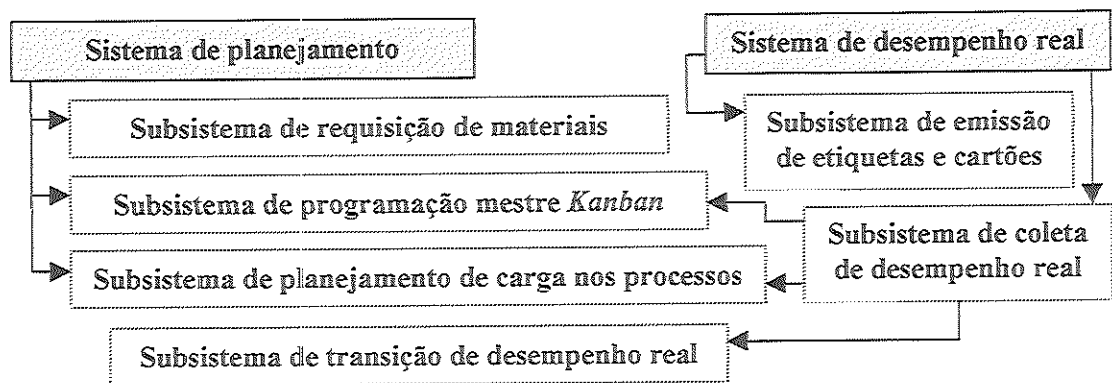 Sistema de planejamento
Sistema de desempenho real
Subsistema de requisição de materiais
Subsistema de emissão
de etiquetas e cartões
Subsistema de programação mestre Kanban
Subsistema de coleta
de desempenho real
Subsistema de planejamento de carga nos processos
Subsistema de transição de desempenho real